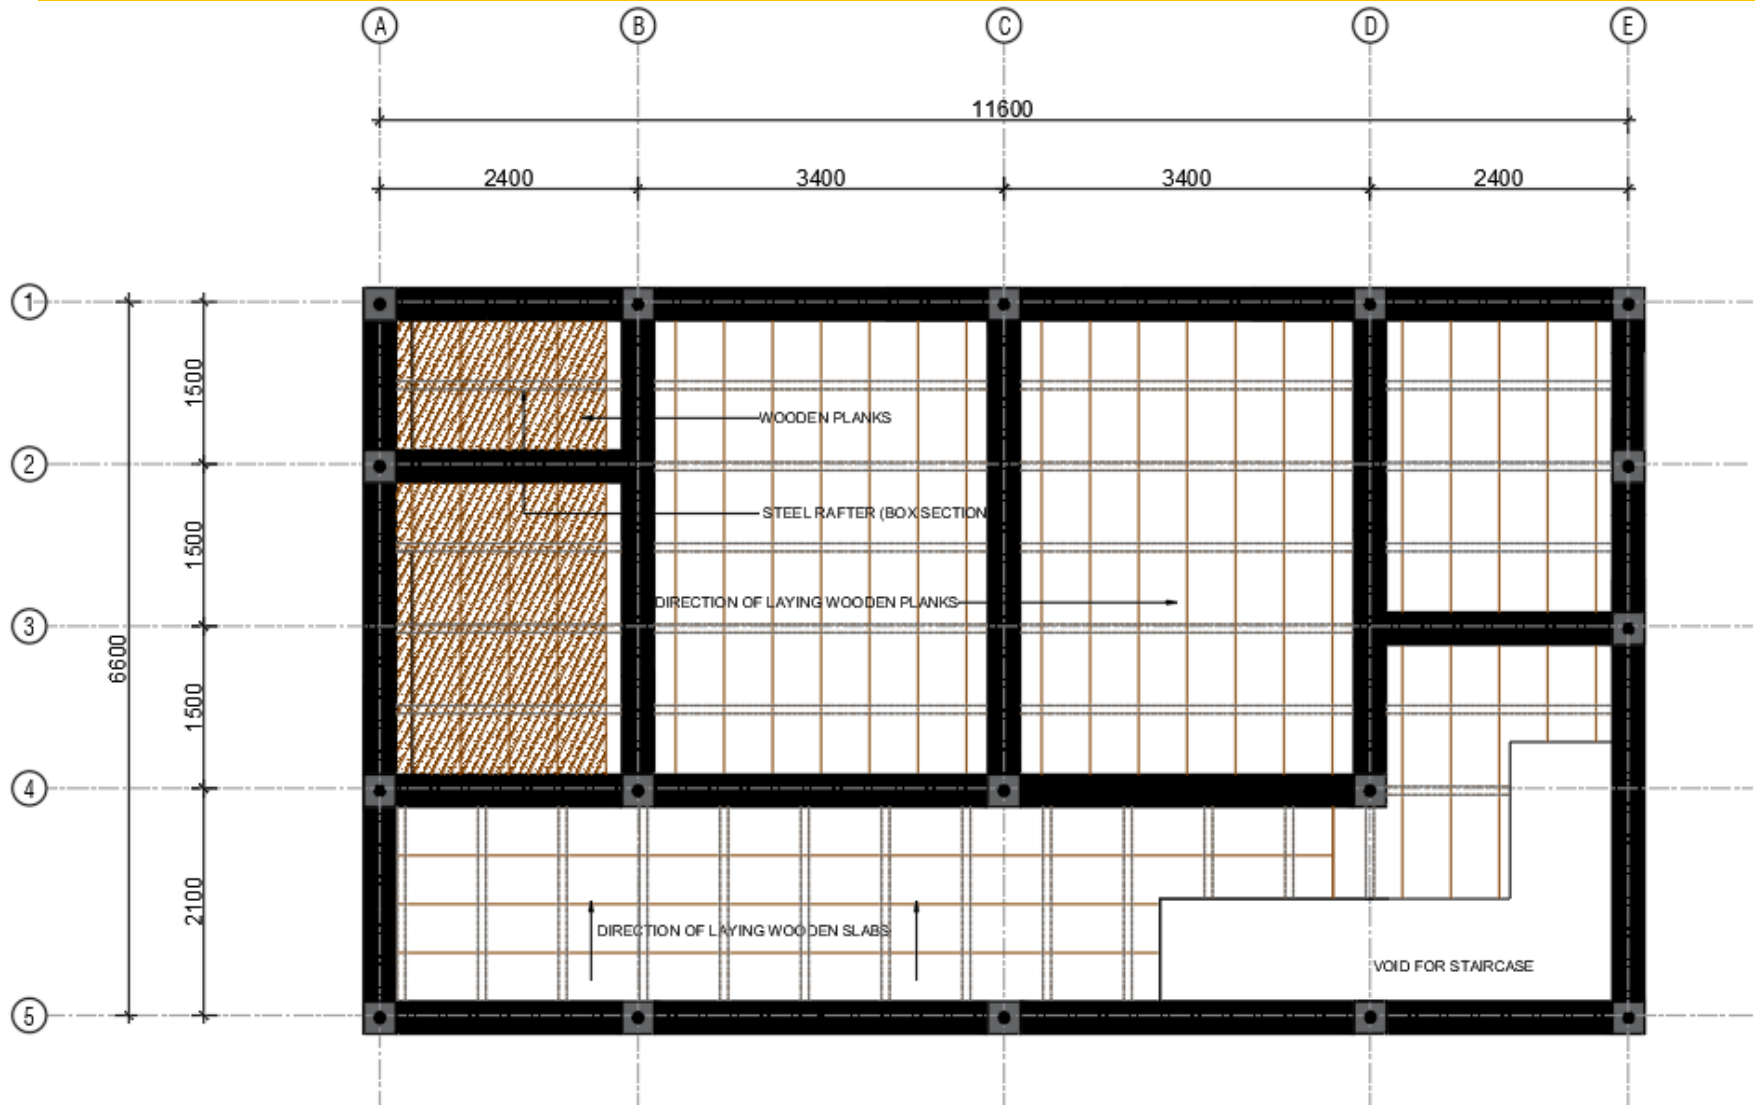 A B C D E
11600
2400 3400 3400 2400
1
1500
2
WOODEN PLANKS
STEEL RAFTER (BOX SECTION
1500
3
DIRECTION OF LAYING WOODEN PLANKS
6600
1500
4
2100
DIRECTION OF LAYING WOODEN SLABS
VOID FOR STAIRCASE
5